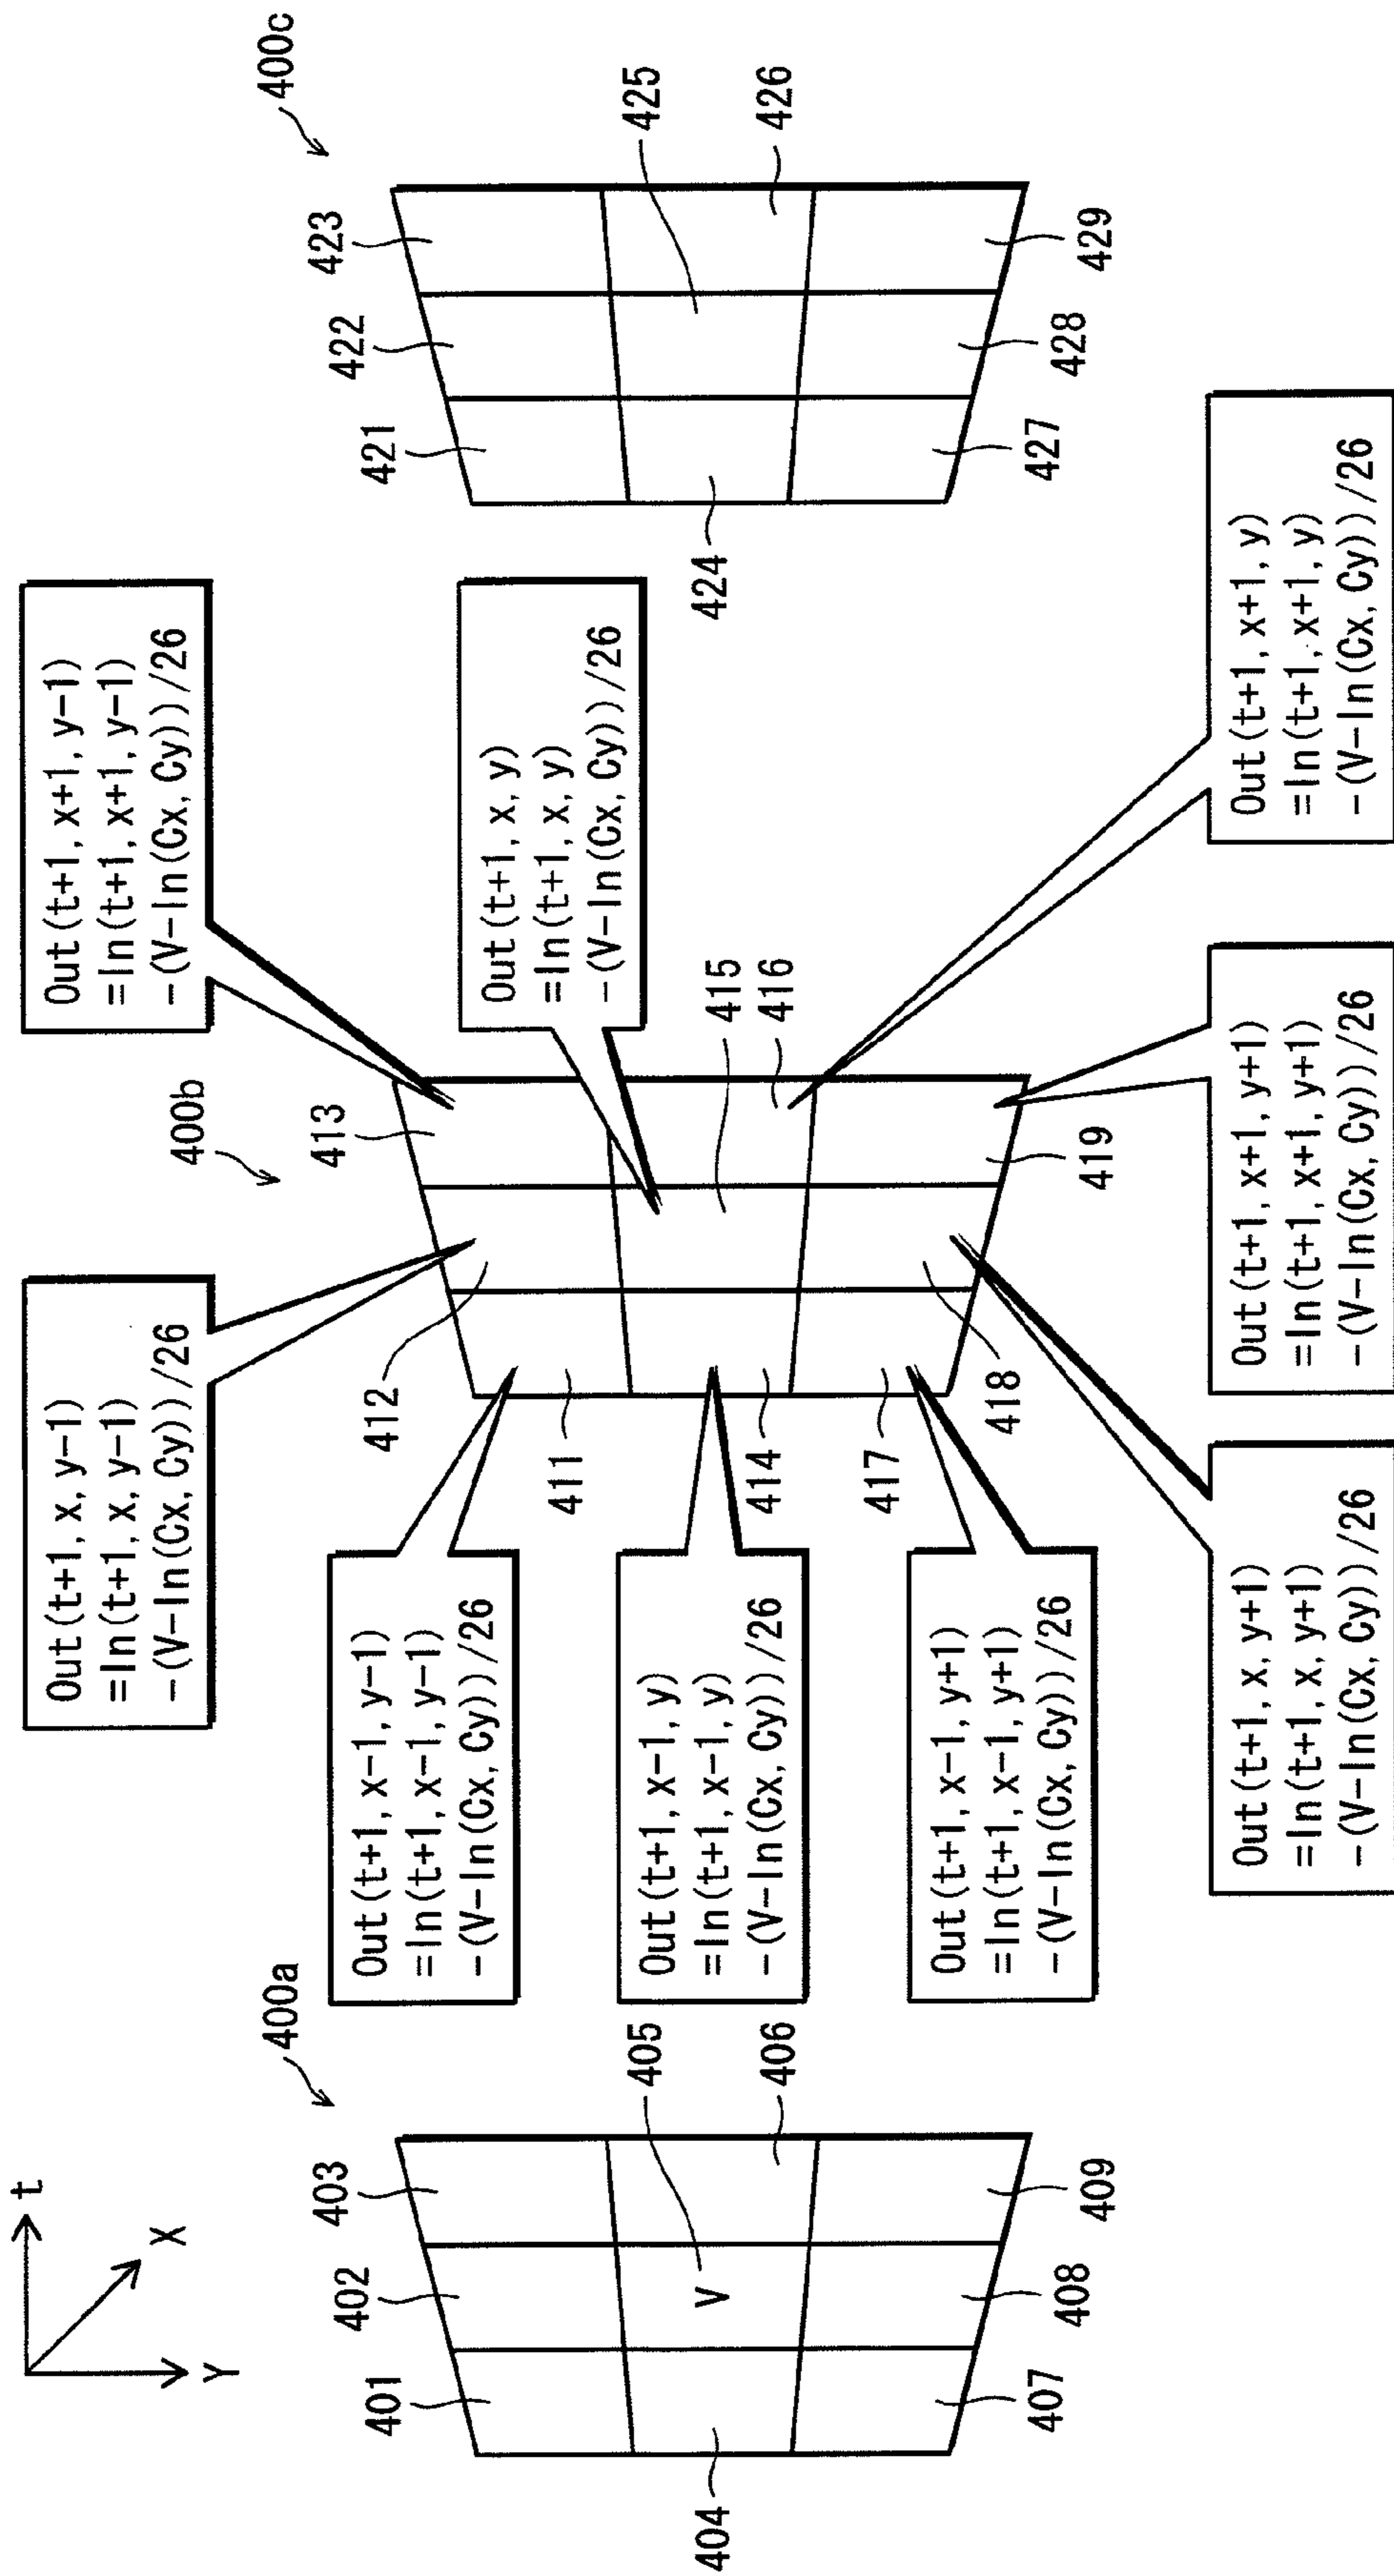 t
X
Y
400a
401
402
403
404
V
405
406
407
408
409
400b
Out(t+1, x, y-1)
=In(t+1, x, y-1)
-(V-In(Cx, Cy))/26
Out(t+1, x+1, y-1)
=In(t+1, x+1, y-1)
-(V-In(Cx, Cy))/26
Out(t+1, x-1, y-1)
=In(t+1, x-1, y-1)
-(V-In(Cx, Cy))/26
Out(t+1, x, y)
=In(t+1, x, y)
-(V-In(Cx, Cy))/26
Out(t+1, x-1, y)
=In(t+1, x-1, y)
-(V-In(Cx, Cy))/26
Out(t+1, x-1, y+1)
=In(t+1, x-1, y+1)
-(V-In(Cx, Cy))/26
411
412
413
414
415
416
417
418
419
Out(t+1, x, y+1)
=In(t+1, x, y+1)
-(V-In(Cx, Cy))/26
Out(t+1, x+1, y+1)
=In(t+1, x+1, y+1)
-(V-In(Cx, Cy))/26
Out(t+1, x+1, y)
=In(t+1, x+1, y)
-(V-In(Cx, Cy))/26
400c
421
422
423
424
425
426
427
428
429